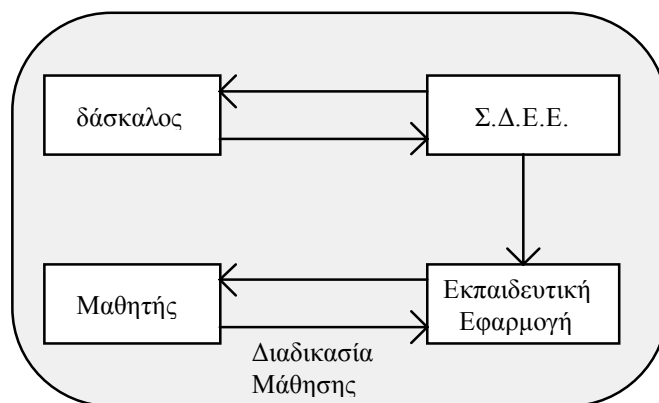 δάσκαλος
Σ.Δ.Ε.Ε.
Μαθητής
Εκπαιδευτική
Εφαρμογή
Διαδικασία
Μάθησης